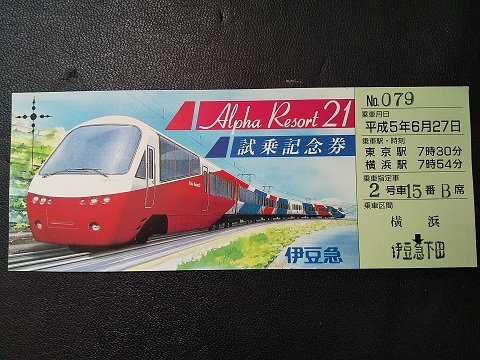 Alpha Resort 21
試乗記念券
伊豆急
No. 079
乗車月日
平成5年6月27日
乗車駅・時刻
東京駅 7時30分
横浜駅 7時54分
乗車指定車
2号車15番B席
乗車区間
横浜
伊豆急下田